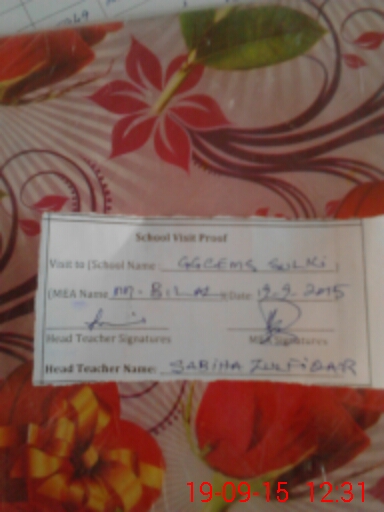 School Visit Proof
Visit to (School Name GGCEMS SULKI
(MEA Name M. BILAL Date 19.9.2015
Head Teacher Signatures MEA Signatures
Head Teacher Name: SABIHA ZULFIQAR
19-09-15 12:31